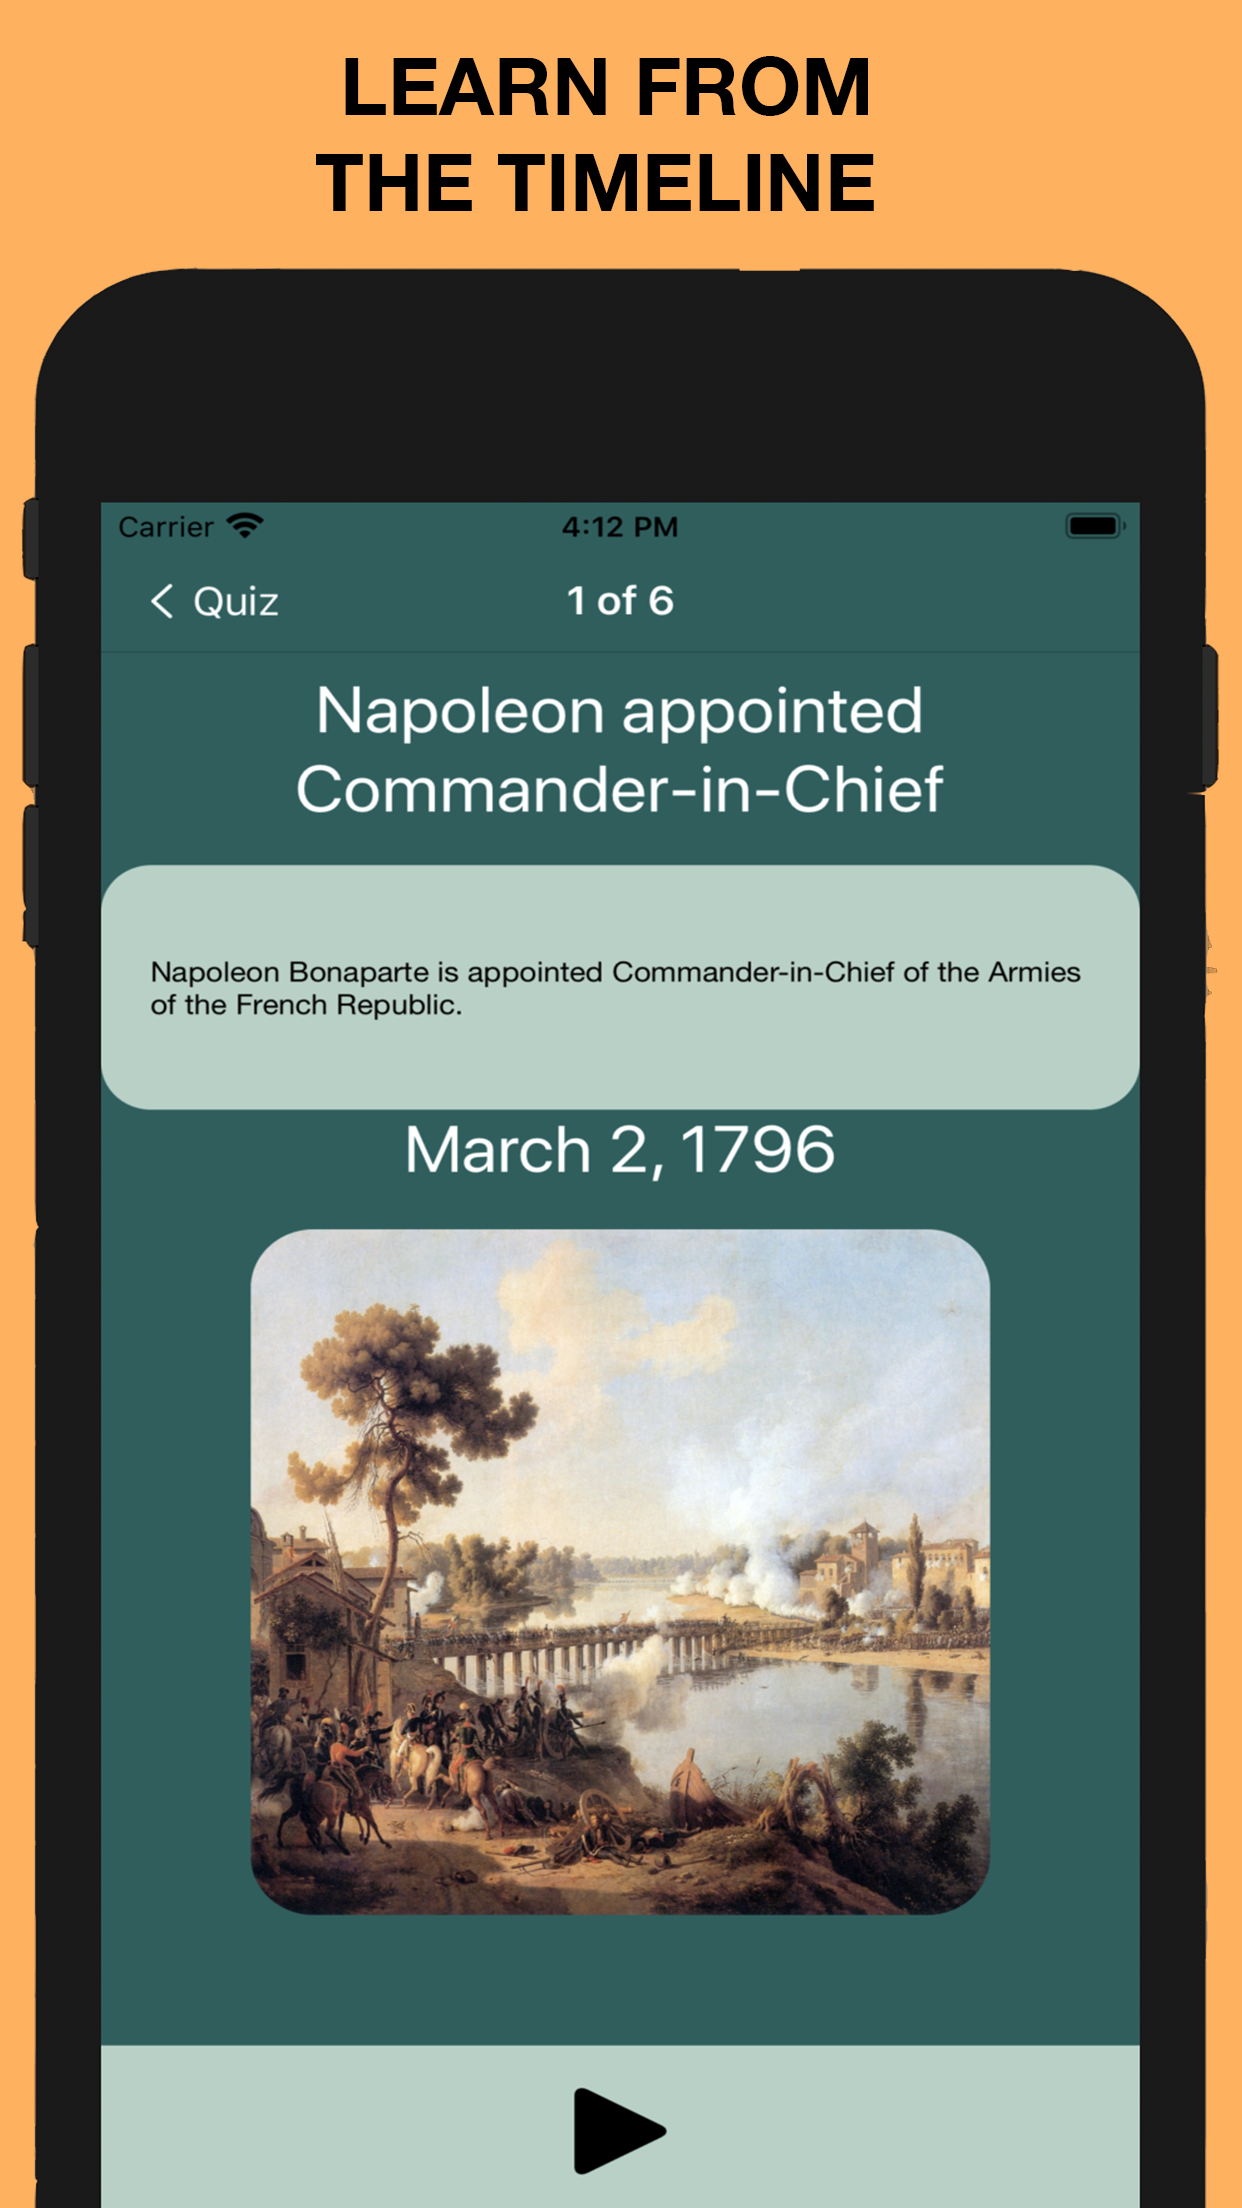 LEARN FROM
THE TIMELINE
Carrier
4:12 PM
Quiz
1 of 6
Napoleon appointed
Commander-in-Chief
Napoleon Bonaparte is appointed Commander-in-Chief of the Armies
of the French Republic.
March 2, 1796